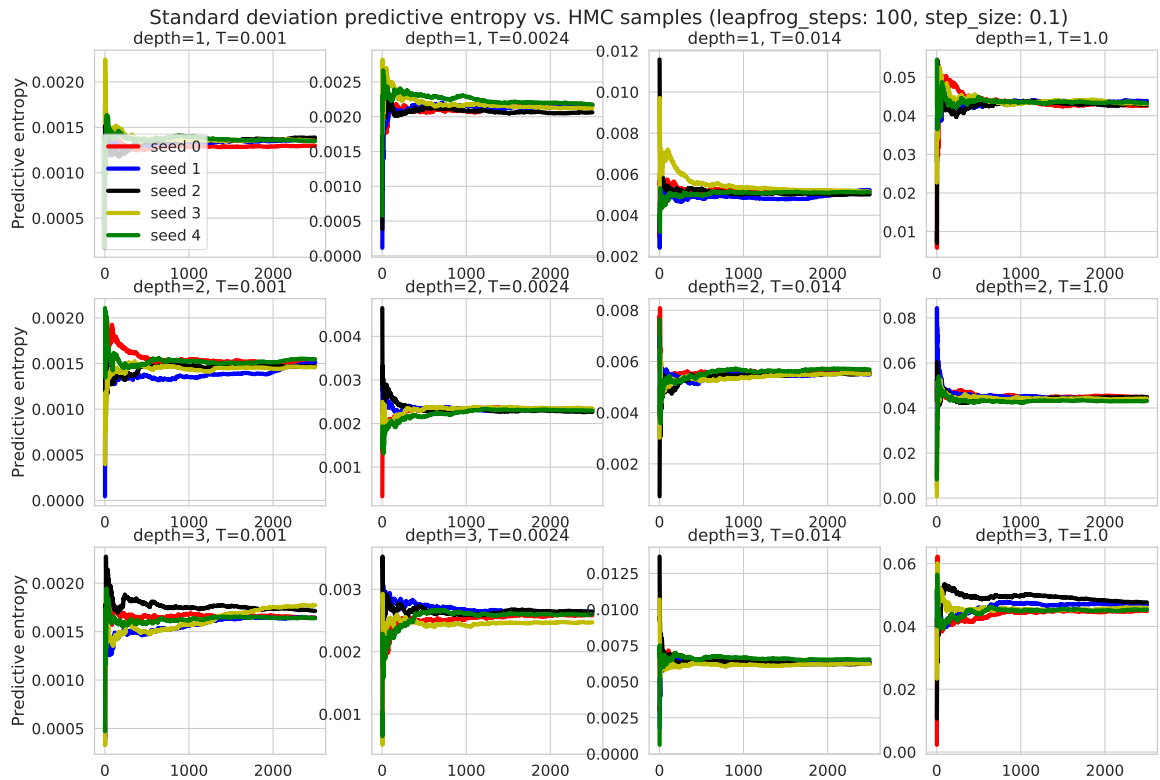 Standard deviation predictive entropy vs. HMC samples (leapfrog_steps: 100, step_size: 0.1)
depth=1, T=0.001
depth=1, T=0.0024
depth=1, T=0.014
depth=1, T=1.0
Predictive entropy
0.0020
0.0015
0.0010
0.0005
seed 0
seed 1
seed 2
seed 3
seed 4
0 1000 2000
0.0025
0.0020
0.0015
0.0010
0.0005
0.0000
0 1000 2000
0.012
0.010
0.008
0.006
0.004
0.002
0 1000 2000
0.05
0.04
0.03
0.02
0.01
0 1000 2000
depth=2, T=0.001
depth=2, T=0.0024
depth=2, T=0.014
depth=2, T=1.0
Predictive entropy
0.0020
0.0015
0.0010
0.0005
0.0000
0 1000 2000
0.004
0.003
0.002
0.001
0 1000 2000
0.008
0.006
0.004
0.002
0 1000 2000
0.08
0.06
0.04
0.02
0.00
0 1000 2000
depth=3, T=0.001
depth=3, T=0.0024
depth=3, T=0.014
depth=3, T=1.0
Predictive entropy
0.0020
0.0015
0.0010
0.0005
0 1000 2000
0.003
0.002
0.001
0 1000 2000
0.0125
0.0100
0.0075
0.0050
0.0025
0.0000
0 1000 2000
0.06
0.04
0.02
0.00
0 1000 2000